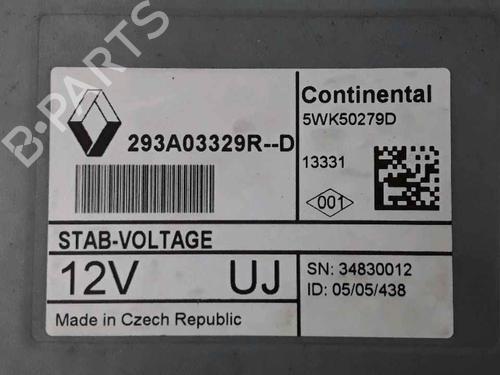 293A03329R--D
Continental
5WK50279D
13331
001
STAB-VOLTAGE
12V UJ
SN: 34830012
ID: 05/05/438
Made in Czech Republic